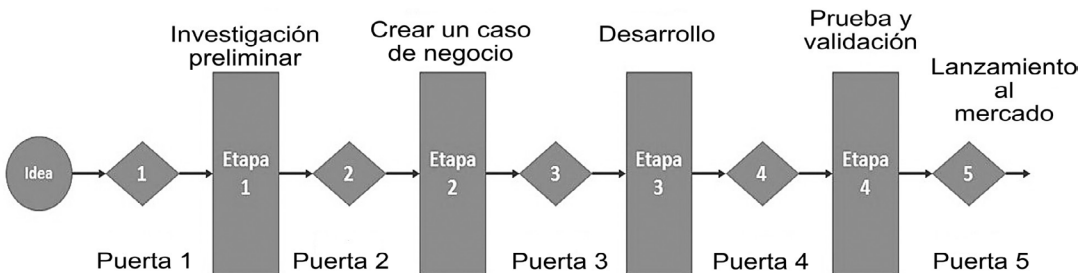 Investigación
preliminar
Crear un caso
de negocio
Desarrollo
Prueba y
validación
Lanzamiento
al
mercado
Idea
1
Etapa
1
2
Etapa
2
3
Etapa
3
4
Etapa
4
5
Puerta 1
Puerta 2
Puerta 3
Puerta 4
Puerta 5